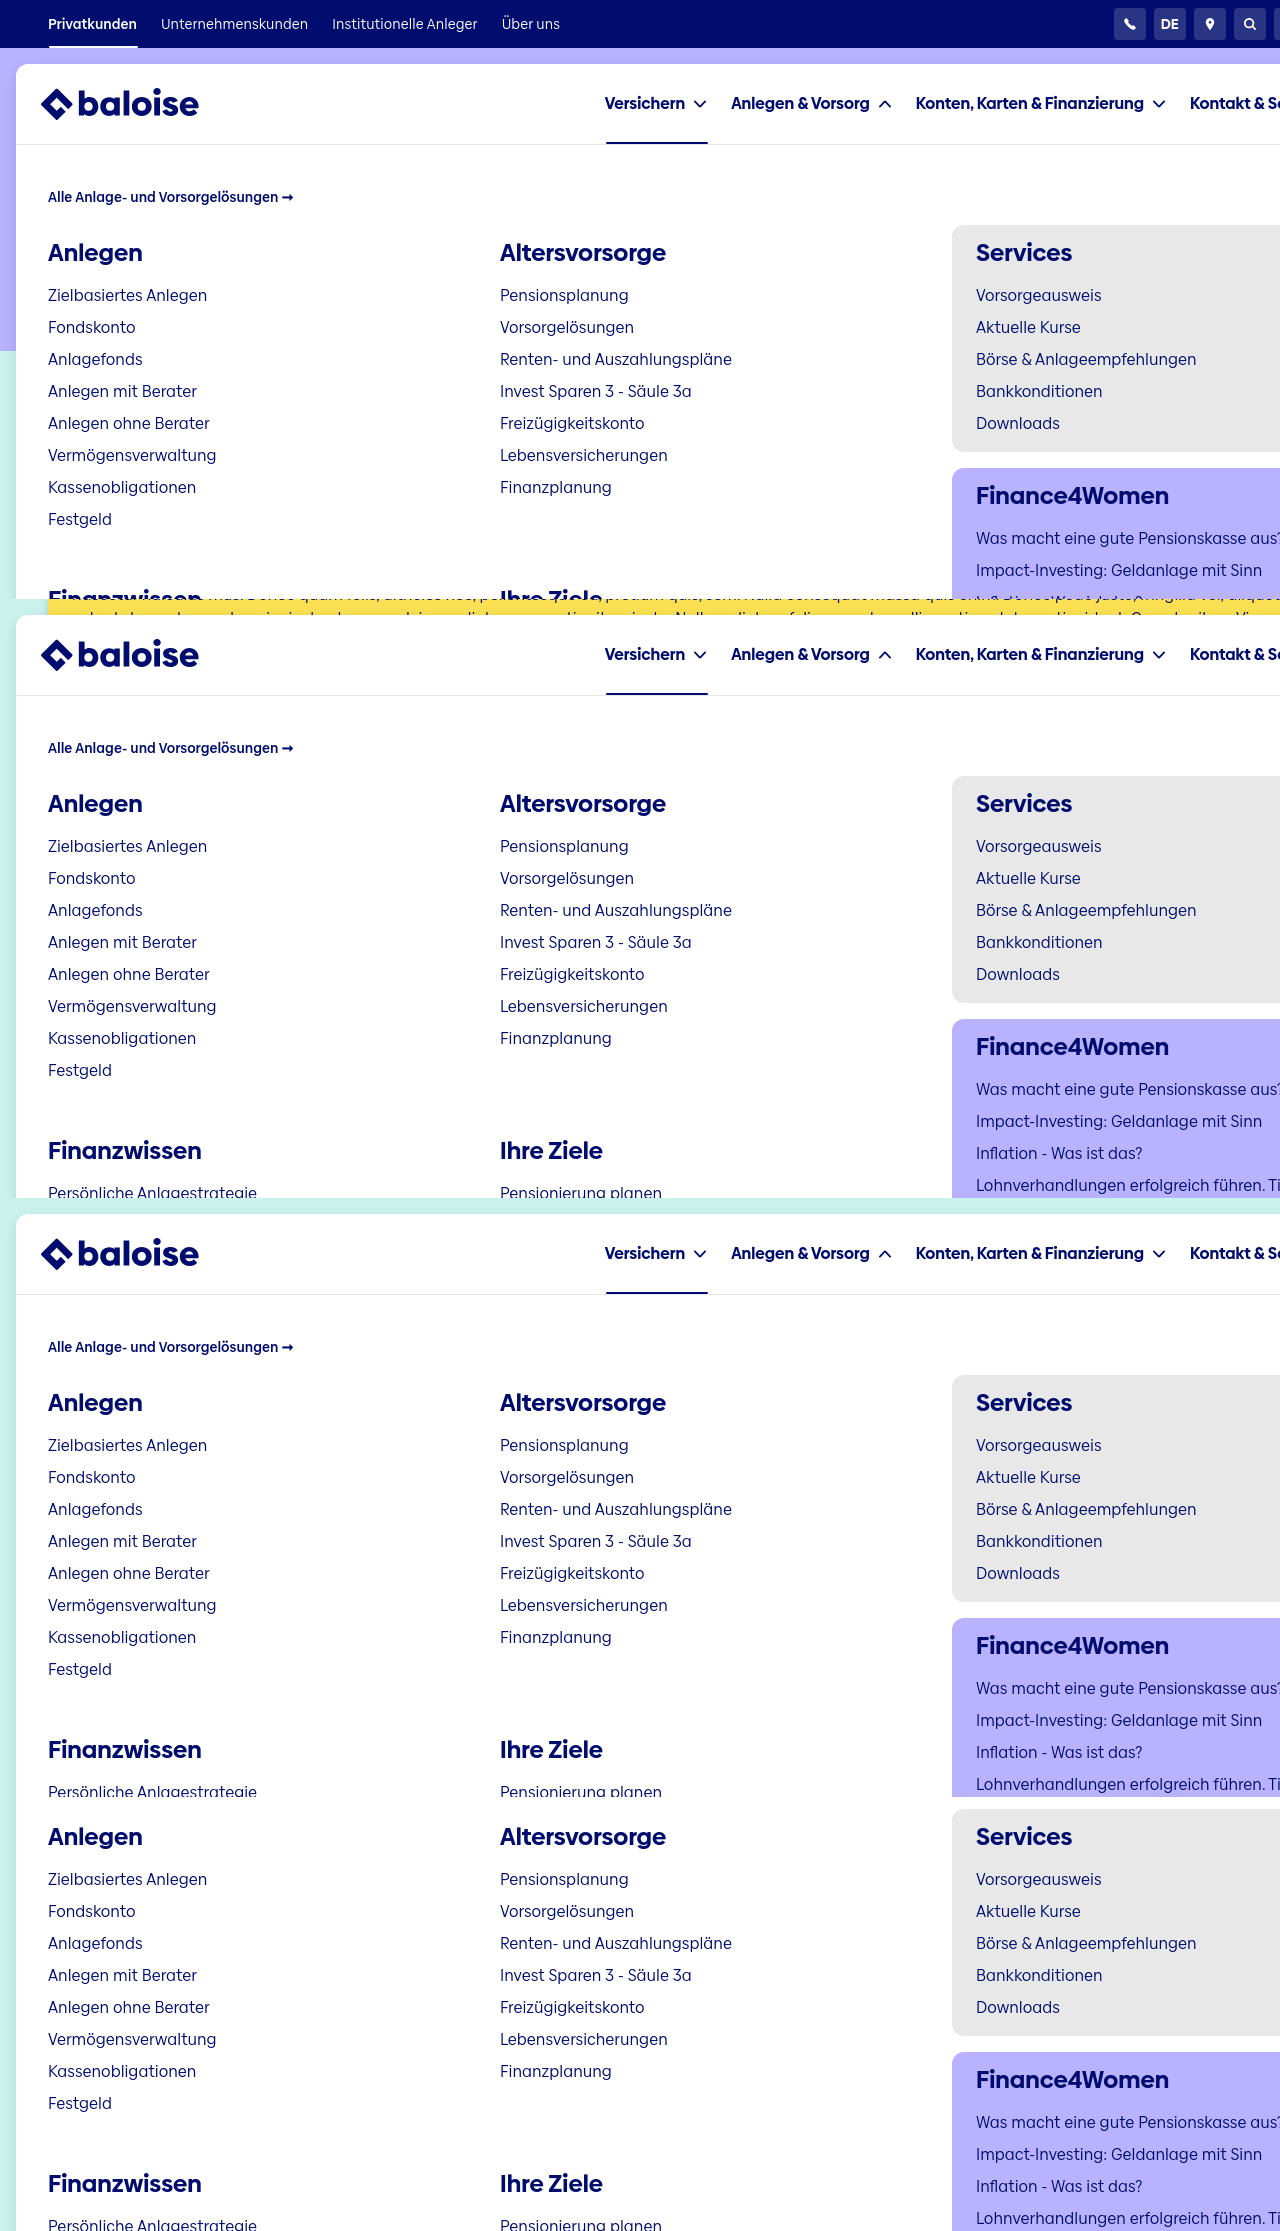 Privatkunden Unternehmenskunden Institutionelle Anleger Über uns DE
baloise Versichern Anlegen & Vorsorg Konten, Karten & Finanzierung Kontakt &
Alle Anlage- und Vorsorgelösungen →
Anlegen Altersvorsorge Services
Zielbasiertes Anlegen Pensionsplanung Vorsorgeausweis
Fondskonto Vorsorgelösungen Aktuelle Kurse
Anlagefonds Renten- und Auszahlungspläne Börse & Anlageempfehlungen
Anlegen mit Berater Invest Sparen 3 - Säule 3a Bankkonditionen
Anlegen ohne Berater Freizügigkeitskonto Downloads
Vermögensverwaltung Lebensversicherungen
Kassenobligationen Finanzplanung Finance4Women
Festgeld Was macht eine gute Pensionskasse aus?
Impact-Investing: Geldanlage mit Sinn
Finanzwissen Ihre Ziele
baloise Versichern Anlegen & Vorsorg Konten, Karten & Finanzierung Kontakt &
Alle Anlage- und Vorsorgelösungen →
Anlegen Altersvorsorge Services
Zielbasiertes Anlegen Pensionsplanung Vorsorgeausweis
Fondskonto Vorsorgelösungen Aktuelle Kurse
Anlagefonds Renten- und Auszahlungspläne Börse & Anlageempfehlungen
Anlegen mit Berater Invest Sparen 3 - Säule 3a Bankkonditionen
Anlegen ohne Berater Freizügigkeitskonto Downloads
Vermögensverwaltung Lebensversicherungen
Kassenobligationen Finanzplanung Finance4Women
Festgeld Was macht eine gute Pensionskasse aus?
Impact-Investing: Geldanlage mit Sinn
Finanzwissen Ihre Ziele Inflation - Was ist das?
Persönliche Anlagestrategie Pensionierung planen Lohnverhandlungen erfolgreich führen.
baloise Versichern Anlegen & Vorsorg Konten, Karten & Finanzierung Kontakt &
Alle Anlage- und Vorsorgelösungen →
Anlegen Altersvorsorge Services
Zielbasiertes Anlegen Pensionsplanung Vorsorgeausweis
Fondskonto Vorsorgelösungen Aktuelle Kurse
Anlagefonds Renten- und Auszahlungspläne Börse & Anlageempfehlungen
Anlegen mit Berater Invest Sparen 3 - Säule 3a Bankkonditionen
Anlegen ohne Berater Freizügigkeitskonto Downloads
Vermögensverwaltung Lebensversicherungen
Kassenobligationen Finanzplanung Finance4Women
Festgeld Was macht eine gute Pensionskasse aus?
Impact-Investing: Geldanlage mit Sinn
Finanzwissen Ihre Ziele Inflation - Was ist das?
Persönliche Anlagestrategie Pensionierung planen Lohnverhandlungen erfolgreich führen.
Anlegen Altersvorsorge Services
Zielbasiertes Anlegen Pensionsplanung Vorsorgeausweis
Fondskonto Vorsorgelösungen Aktuelle Kurse
Anlagefonds Renten- und Auszahlungspläne Börse & Anlageempfehlungen
Anlegen mit Berater Invest Sparen 3 - Säule 3a Bankkonditionen
Anlegen ohne Berater Freizügigkeitskonto Downloads
Vermögensverwaltung Lebensversicherungen
Kassenobligationen Finanzplanung Finance4Women
Festgeld Was macht eine gute Pensionskasse aus?
Impact-Investing: Geldanlage mit Sinn
Finanzwissen Ihre Ziele Inflation - Was ist das?
Persönliche Anlagestrategie Pensionierung planen Lohnverhandlungen erfolgreich führen.